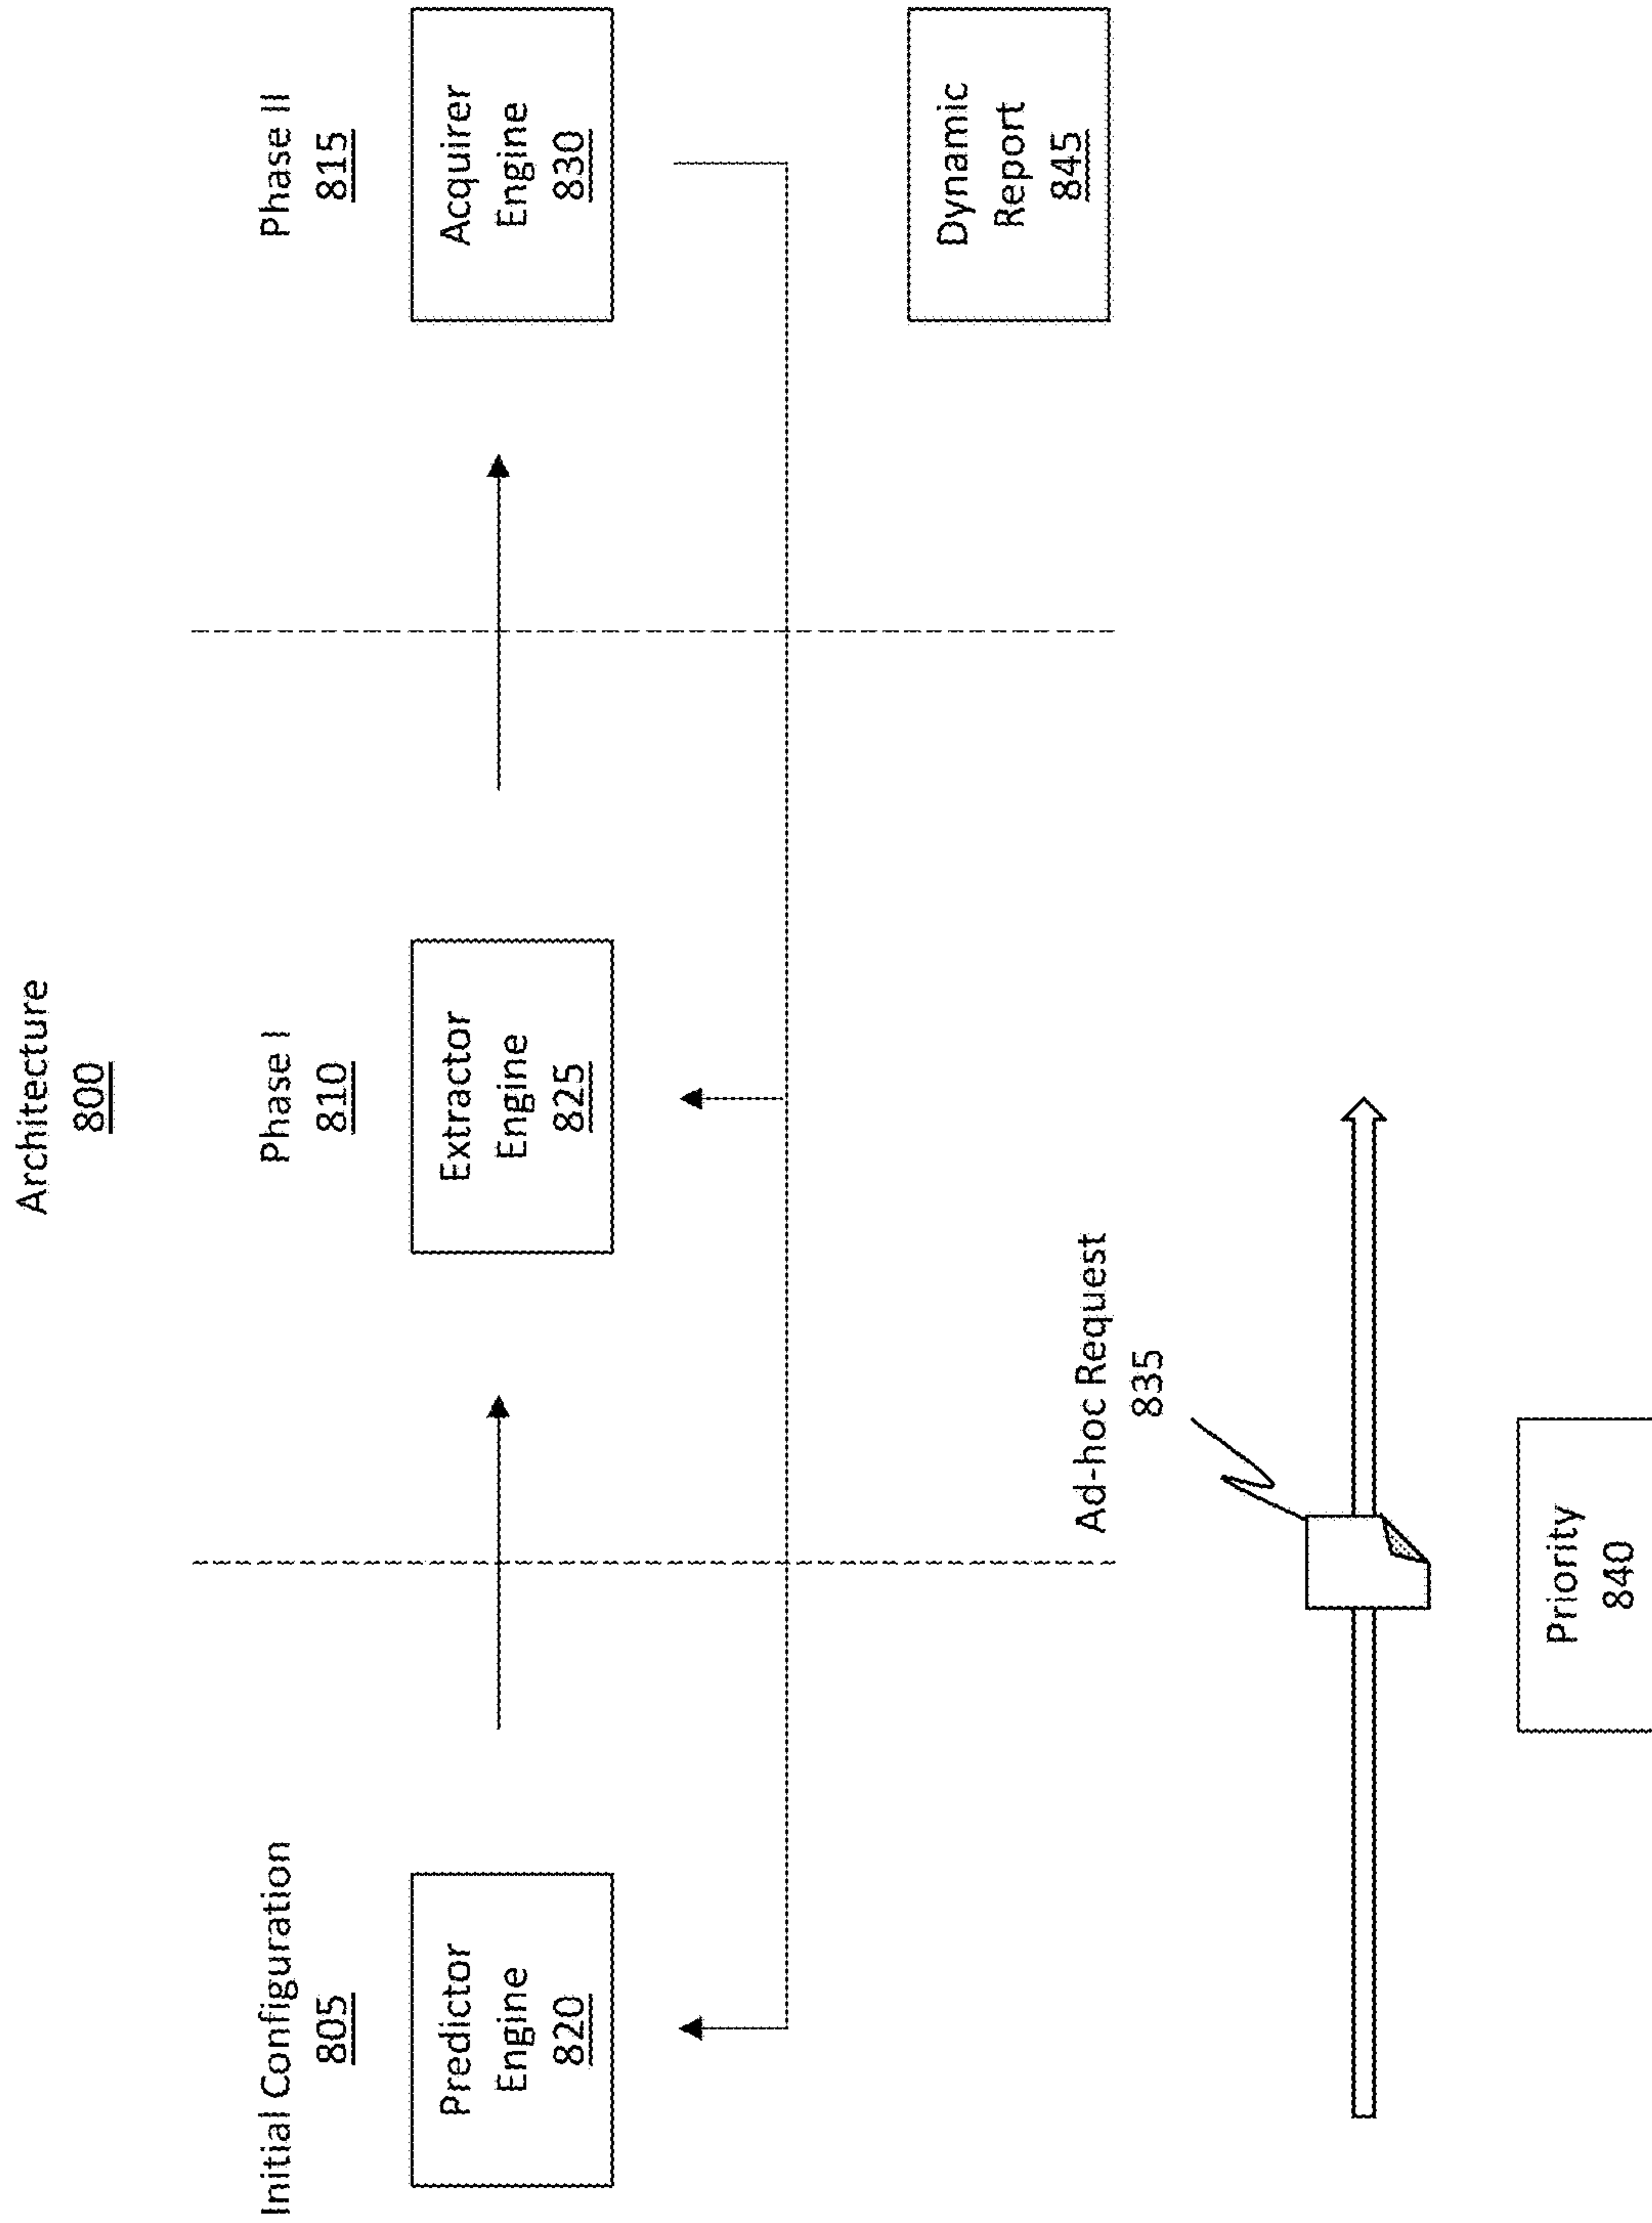 Architecture
800
Initial Configuration
805
Phase I
810
Phase II
815
Predictor
Engine
820
Extractor
Engine
825
Acquirer
Engine
830
Dynamic
Report
845
Ad-hoc Request
835
Priority
840